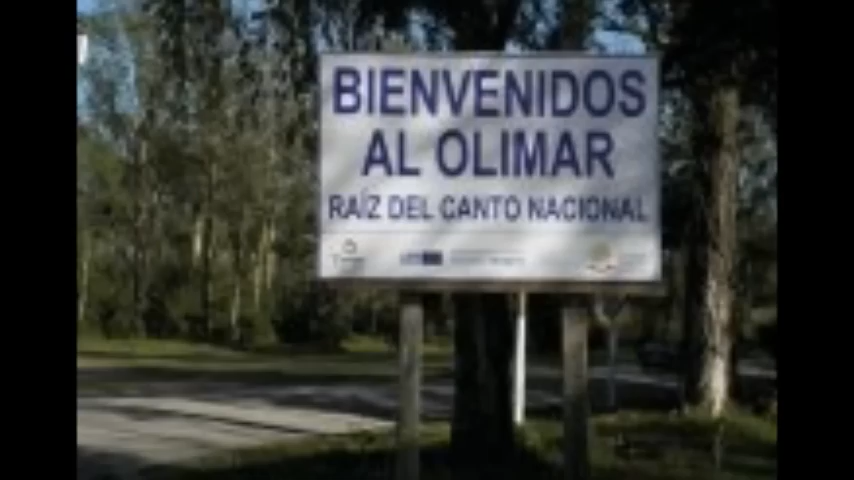 BIENVENIDOS
AL OLIMAR
RAÍZ DEL CANTO NACIONAL